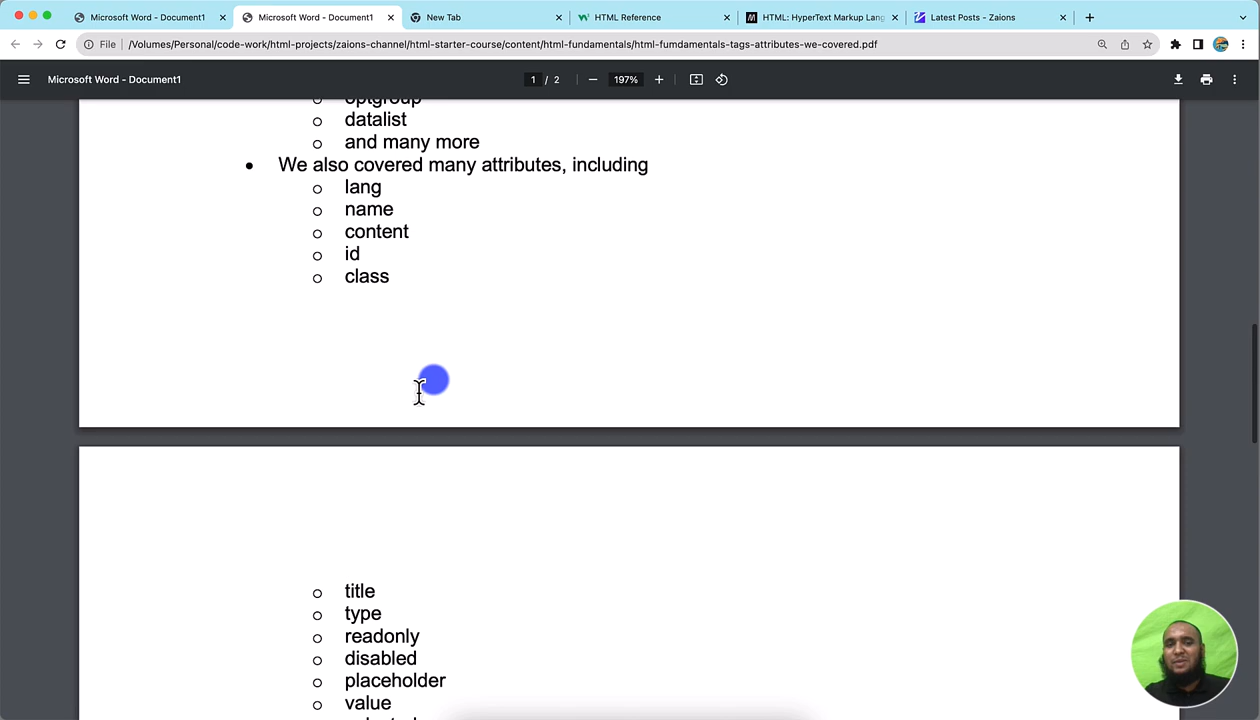 Microsoft Word - Document1
Microsoft Word - Document1
New Tab
HTML Reference
HTML: HyperText Markup Lang
Latest Posts - Zaions
File
/Volumes/Personal/code-work/html-projects/zaions-channel/html-starter-course/content/html-fundamentals/html-fumdamentals-tags-attributes-we-covered.pdf
Microsoft Word - Document1
1 / 2
197%
optgroup
datalist
and many more
We also covered many attributes, including
lang
name
content
id
class
title
type
readonly
disabled
placeholder
value